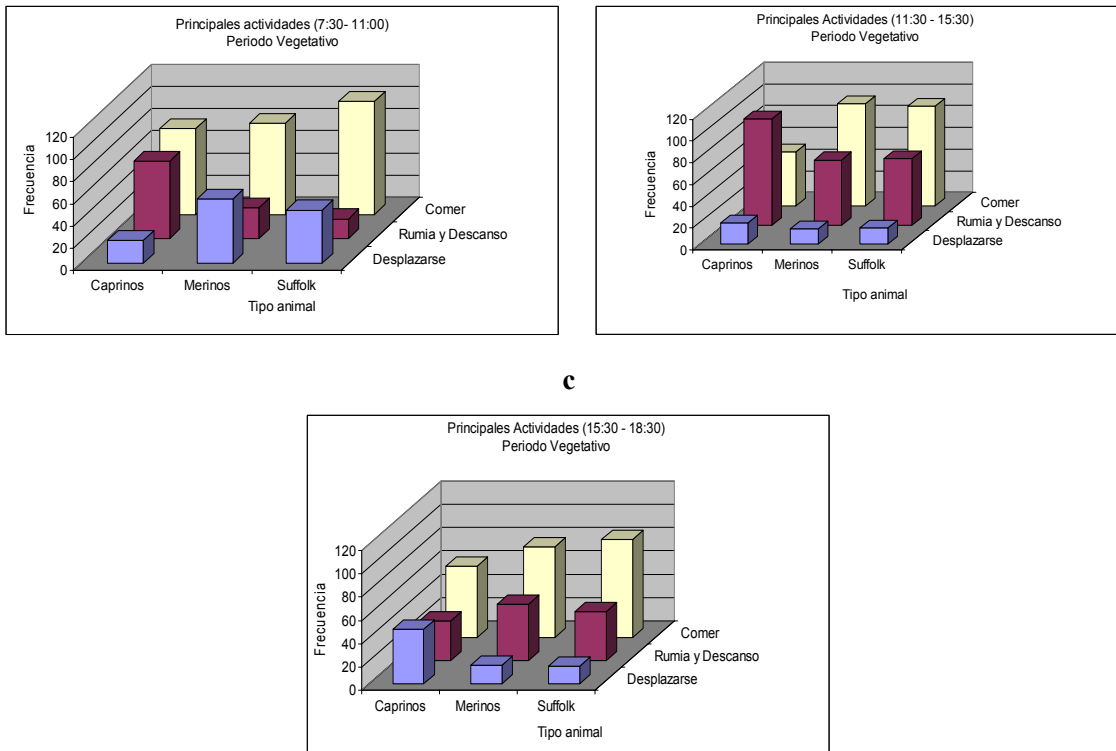 Principales actividades (7:30- 11:00)
Periodo Vegetativo
Frecuencia
120
100
80
60
40
20
0
Comer
Rumia y Descanso
Desplazarse
Caprinos Merinos Suffolk
Tipo animal
Principales Actividades (11:30 - 15:30)
Periodo Vegetativo
Frecuencia
120
100
80
60
40
20
0
Comer
Rumia y Descanso
Desplazarse
Caprinos Merinos Suffolk
Tipo animal
c
Principales Actividades (15:30 - 18:30)
Periodo Vegetativo
Frecuencia
120
100
80
60
40
20
0
Comer
Rumia y Descanso
Desplazarse
Caprinos Merinos Suffolk
Tipo animal